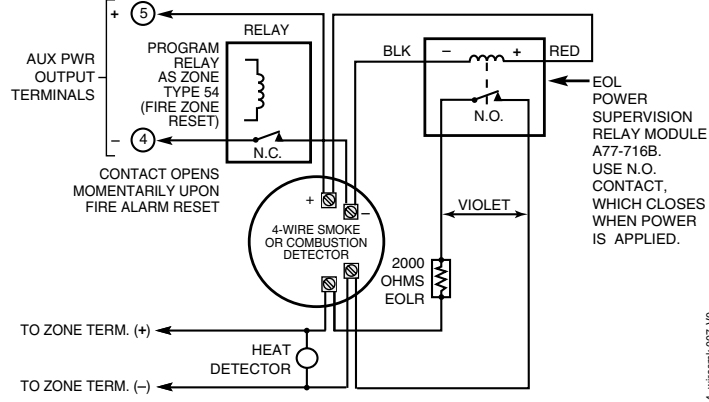 AUX PWR
OUTPUT
TERMINALS
+ 5
– 4
RELAY
PROGRAM
RELAY
AS ZONE
TYPE 54
(FIRE ZONE
RESET)
N.C.
CONTACT OPENS
MOMENTARILY UPON
FIRE ALARM RESET
BLK
– +
RED
N.O.
EOL
POWER
SUPERVISION
RELAY MODULE
A77-716B.
USE N.O.
CONTACT,
WHICH CLOSES
WHEN POWER
IS APPLIED.
+ –
4-WIRE SMOKE
OR COMBUSTION
DETECTOR
VIOLET
2000
OHMS
EOLR
TO ZONE TERM. (+)
HEAT
DETECTOR
TO ZONE TERM. (–)